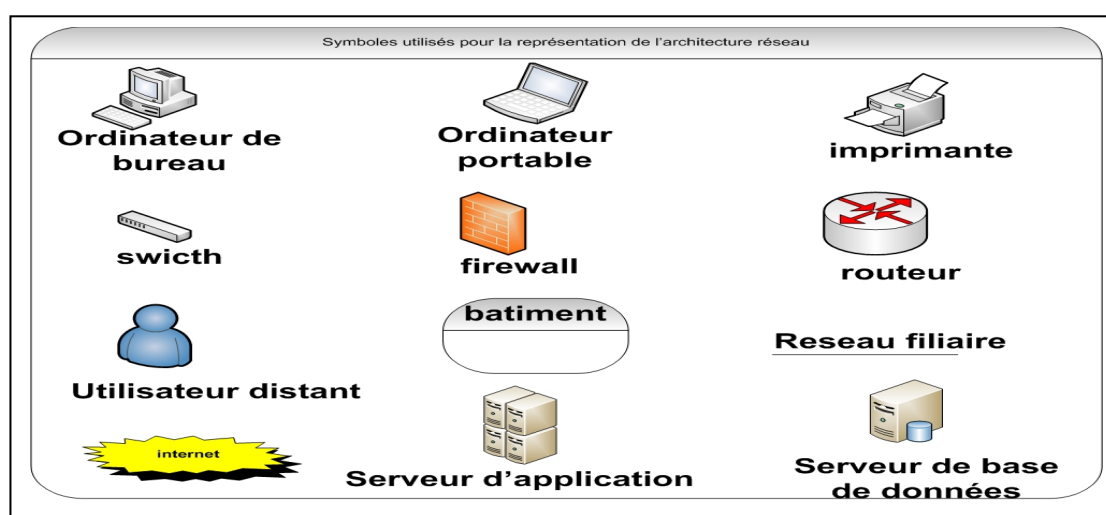 Symboles utilisés pour la représentation de l'architecture réseau
Ordinateur de
bureau
Ordinateur
portable
imprimante
swicth
firewall
routeur
batiment
Reseau filiaire
Utilisateur distant
internet
Serveur d'application
Serveur de base
de données